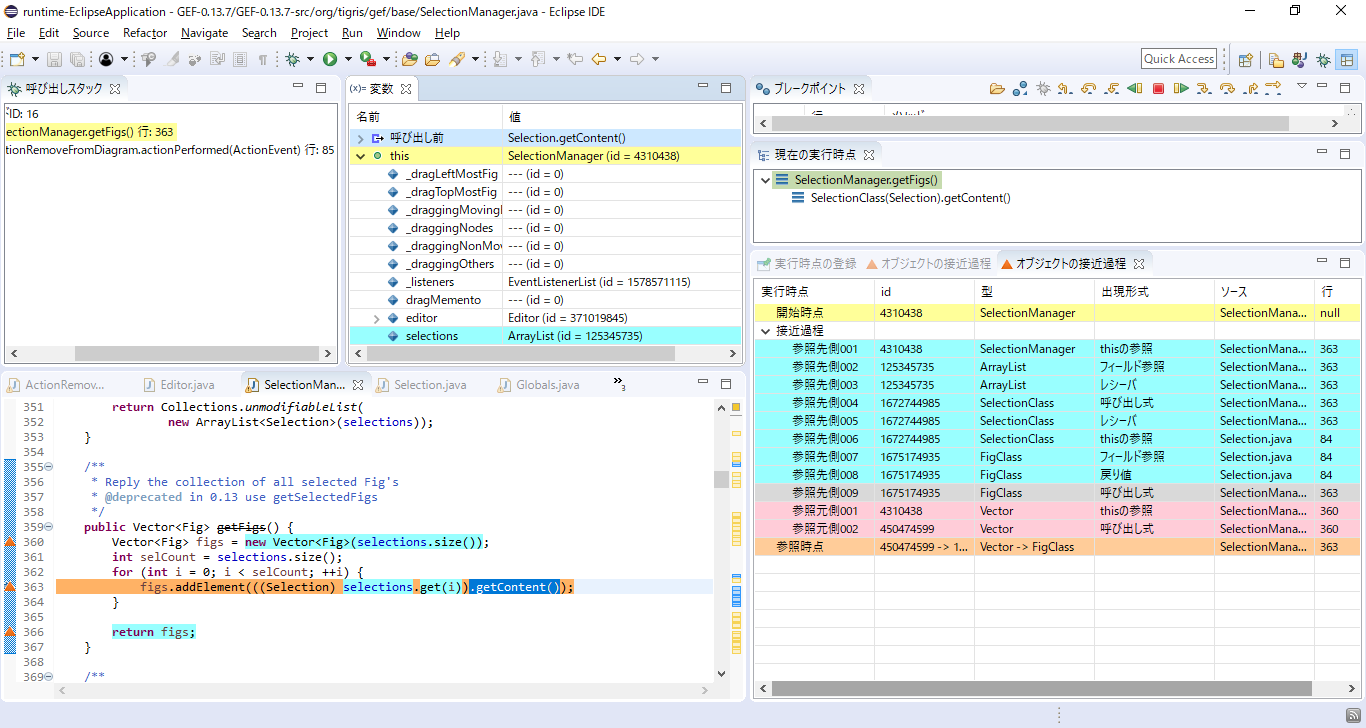 runtime-EclipseApplication - GEF-0.13.7/GEF-0.13.7-src/org/tigris/gef/base/SelectionManager.java - Eclipse IDE
File Edit Source Refactor Navigate Search Project Run Window Help
Quick Access
呼び出しスタック
ID: 16
ectionManager.getFigs() 行: 363
tionRemoveFromDiagram.actionPerformed(ActionEvent) 行: 85
(x)= 変数
名前 値
呼び出し前 Selection.getContent()
this SelectionManager (id = 4310438)
_dragLeftMostFig --- (id = 0)
_dragTopMostFig --- (id = 0)
_draggingMovingl --- (id = 0)
_draggingNodes --- (id = 0)
_draggingNonMov --- (id = 0)
_draggingOthers --- (id = 0)
_listeners EventListenerList (id = 1578571115)
dragMemento --- (id = 0)
editor Editor (id = 371019845)
selections ArrayList (id = 125345735)
ブレークポイント
現在の実行時点
SelectionManager.getFigs()
SelectionClass(Selection).getContent()
実行時点の登録 オブジェクトの接近過程 オブジェクトの接近過程
実行時点 id 型 出現形式 ソース 行
開始時点 4310438 SelectionManager SelectionMana... null
接近過程
参照先側001 4310438 SelectionManager thisの参照 SelectionMana... 363
参照先側002 125345735 ArrayList フィールド参照 SelectionMana... 363
参照先側003 125345735 ArrayList レシーバ SelectionMana... 363
参照先側004 1672744985 SelectionClass 呼び出し式 SelectionMana... 363
参照先側005 1672744985 SelectionClass レシーバ SelectionMana... 363
参照先側006 1672744985 SelectionClass thisの参照 Selection.java 84
参照先側007 1675174935 FigClass フィールド参照 Selection.java 84
参照先側008 1675174935 FigClass 戻り値 Selection.java 84
参照先側009 1675174935 FigClass 呼び出し式 SelectionMana... 363
参照元側001 4310438 Vector thisの参照 SelectionMana... 360
参照元側002 450474599 Vector 呼び出し式 SelectionMana... 360
参照時点 450474599 -> 1... Vector -> FigClass SelectionMana... 363
ActionRemov... Editor.java SelectionMan... Selection.java Globals.java »3
351 return Collections.unmodifiableList(
352 new ArrayList<Selection>(selections));
353 }
354
355 /**
356 * Reply the collection of all selected Fig's
357 * @deprecated in 0.13 use getSelectedFigs
358 */
359 public Vector<Fig> getFigs() {
360 Vector<Fig> figs = new Vector<Fig>(selections.size());
361 int selCount = selections.size();
362 for (int i = 0; i < selCount; ++i) {
363 figs.addElement(((Selection) selections.get(i)).getContent());
364 }
365
366 return figs;
367 }
368
369 /**